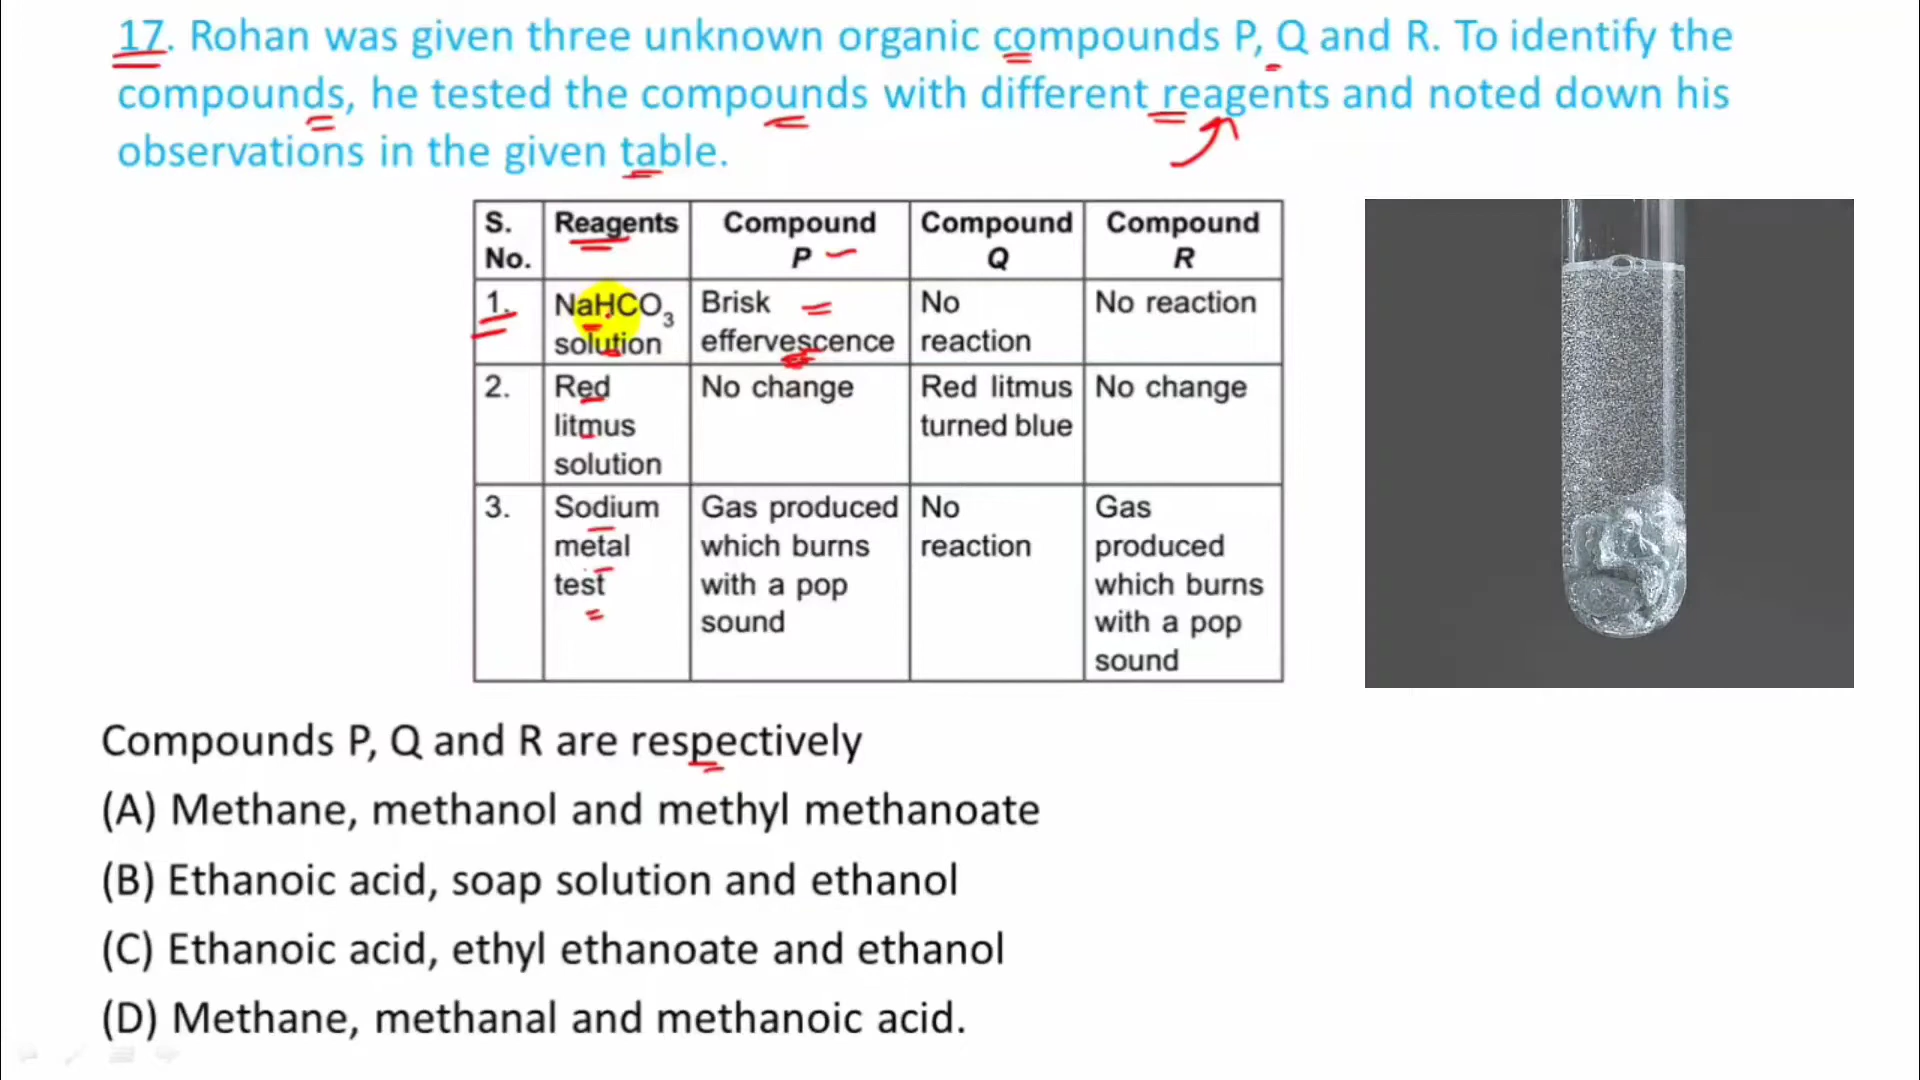 17. Rohan was given three unknown organic compounds P, Q and R. To identify the
compounds, he tested the compounds with different reagents and noted down his
observations in the given table.
S. No. Reagents Compound P Compound Q Compound R
1. NaHCO₃ solution Brisk effervescence No reaction No reaction
2. Red litmus solution No change Red litmus turned blue No change
3. Sodium metal test Gas produced which burns with a pop sound No reaction Gas produced which burns with a pop sound
Compounds P, Q and R are respectively
(A) Methane, methanol and methyl methanoate
(B) Ethanoic acid, soap solution and ethanol
(C) Ethanoic acid, ethyl ethanoate and ethanol
(D) Methane, methanal and methanoic acid.